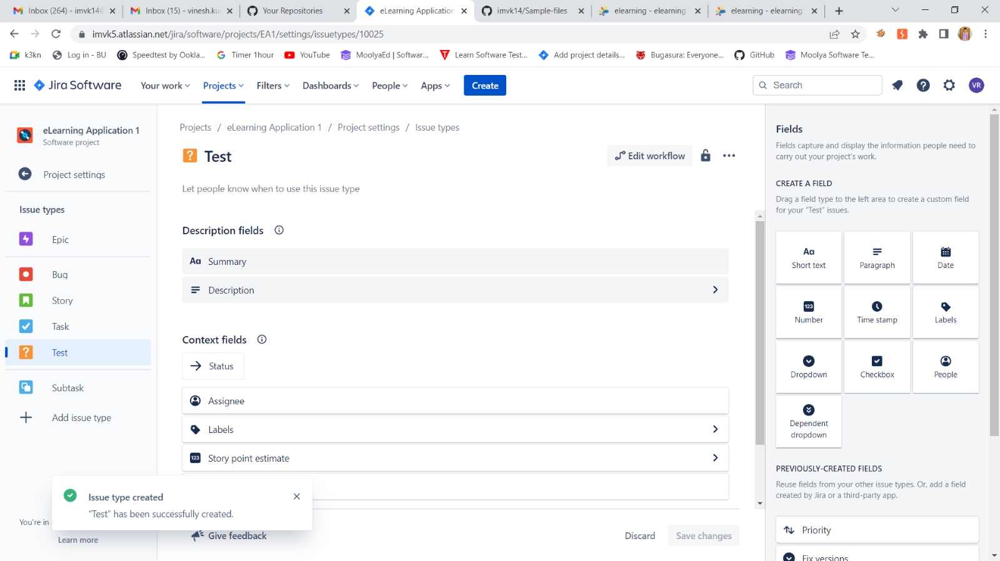 Inbox (264) - imvk14@
Inbox (15) - vinesh.ku
Your Repositories
eLearning Application
imvk14/Sample-files
elearning - elearning
elearning - elearning
imvk5.atlassian.net/jira/software/projects/EA1/settings/issuetypes/10025
k3kn
Log in - BU
Speedtest by Ookla...
Timer 1hour
YouTube
MoolyaEd | Softwar...
Learn Software Test...
Add project details...
Bugasura: Everyone...
GitHub
Moolya Software Te...
Jira Software
Your work
Projects
Filters
Dashboards
People
Apps
Create
Search
VR
eLearning Application 1
Software project
Project settings
Issue types
Epic
Bug
Story
Task
Test
Subtask
Add issue type
You're in
Learn more
Projects / eLearning Application 1 / Project settings / Issue types
Test
Edit workflow
Let people know when to use this issue type
Description fields
Aa Summary
Description
Context fields
Status
Assignee
Labels
123 Story point estimate
Issue type created
“Test” has been successfully created.
Give feedback
Discard
Save changes
Fields
Fields capture and display the information people need to
carry out your project's work.
CREATE A FIELD
Drag a field type to the left area to create a custom field
for your “Test” issues.
Aa
Short text
Paragraph
Date
123
Number
Time stamp
Labels
Dropdown
Checkbox
People
Dependent
dropdown
PREVIOUSLY-CREATED FIELDS
Reuse fields from your other issue types. Or, add a field
created by Jira or a third-party app.
Priority
Fix versions